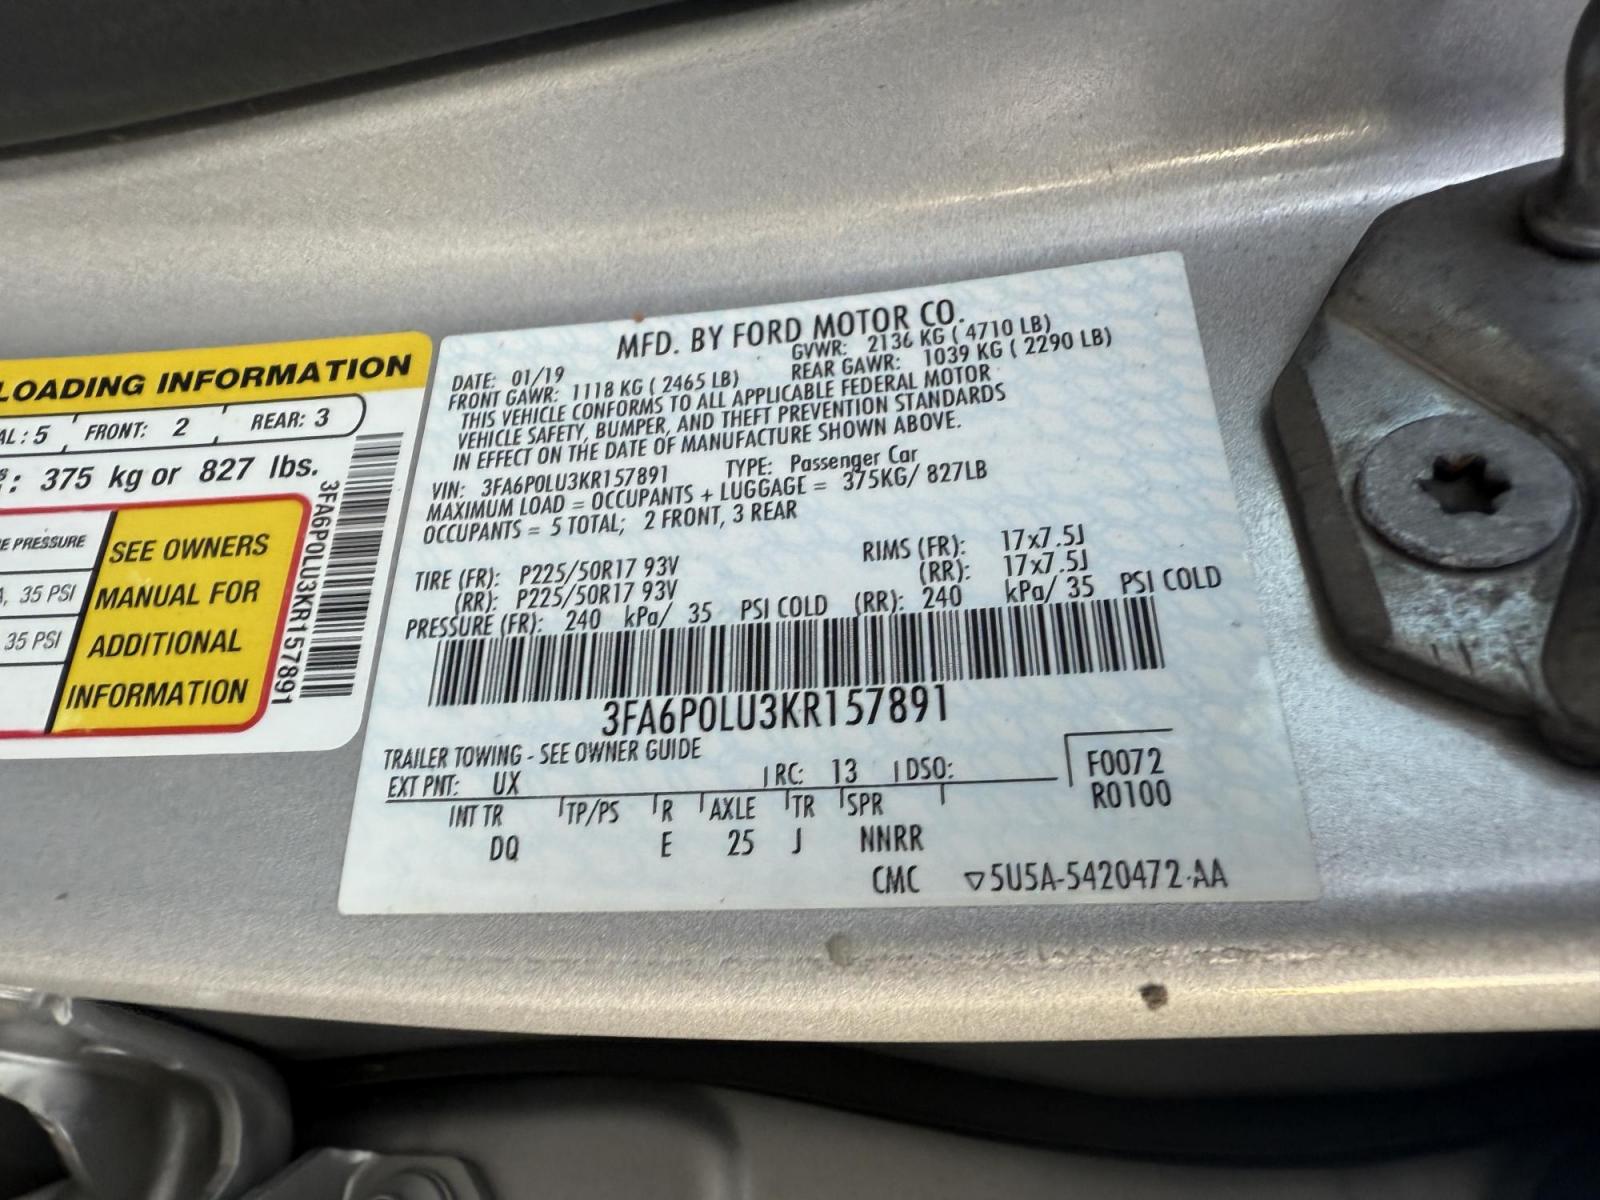 LOADING INFORMATION
AL: 5 FRONT: 2 REAR: 3
: 375 kg or 827 lbs.
E PRESSURE
, 35 PSI
35 PSI
SEE OWNERS
MANUAL FOR
ADDITIONAL
INFORMATION
3FA6P0LU3KR157891
MFD. BY FORD MOTOR CO.
DATE: 01/19 GVWR: 2136 KG ( 4710 LB)
FRONT GAWR: 1118 KG ( 2465 LB) REAR GAWR: 1039 KG ( 2290 LB)
THIS VEHICLE CONFORMS TO ALL APPLICABLE FEDERAL MOTOR
VEHICLE SAFETY, BUMPER, AND THEFT PREVENTION STANDARDS
IN EFFECT ON THE DATE OF MANUFACTURE SHOWN ABOVE.
VIN: 3FA6P0LU3KR157891 TYPE: Passenger Car
MAXIMUM LOAD = OCCUPANTS + LUGGAGE = 375KG/ 827LB
OCCUPANTS = 5 TOTAL; 2 FRONT, 3 REAR
TIRE (FR): P225/50R17 93V RIMS (FR): 17x7.5J
(RR): P225/50R17 93V (RR): 17x7.5J
PRESSURE (FR): 240 kPa/ 35 PSI COLD (RR): 240 kPa/ 35 PSI COLD
3FA6P0LU3KR157891
TRAILER TOWING - SEE OWNER GUIDE
EXT PNT: UX RC: 13 DSO: F0072
INT TR TP/PS R AXLE TR SPR R0100
DQ E 25 J NNRR
CMC ▽5U5A-5420472-AA